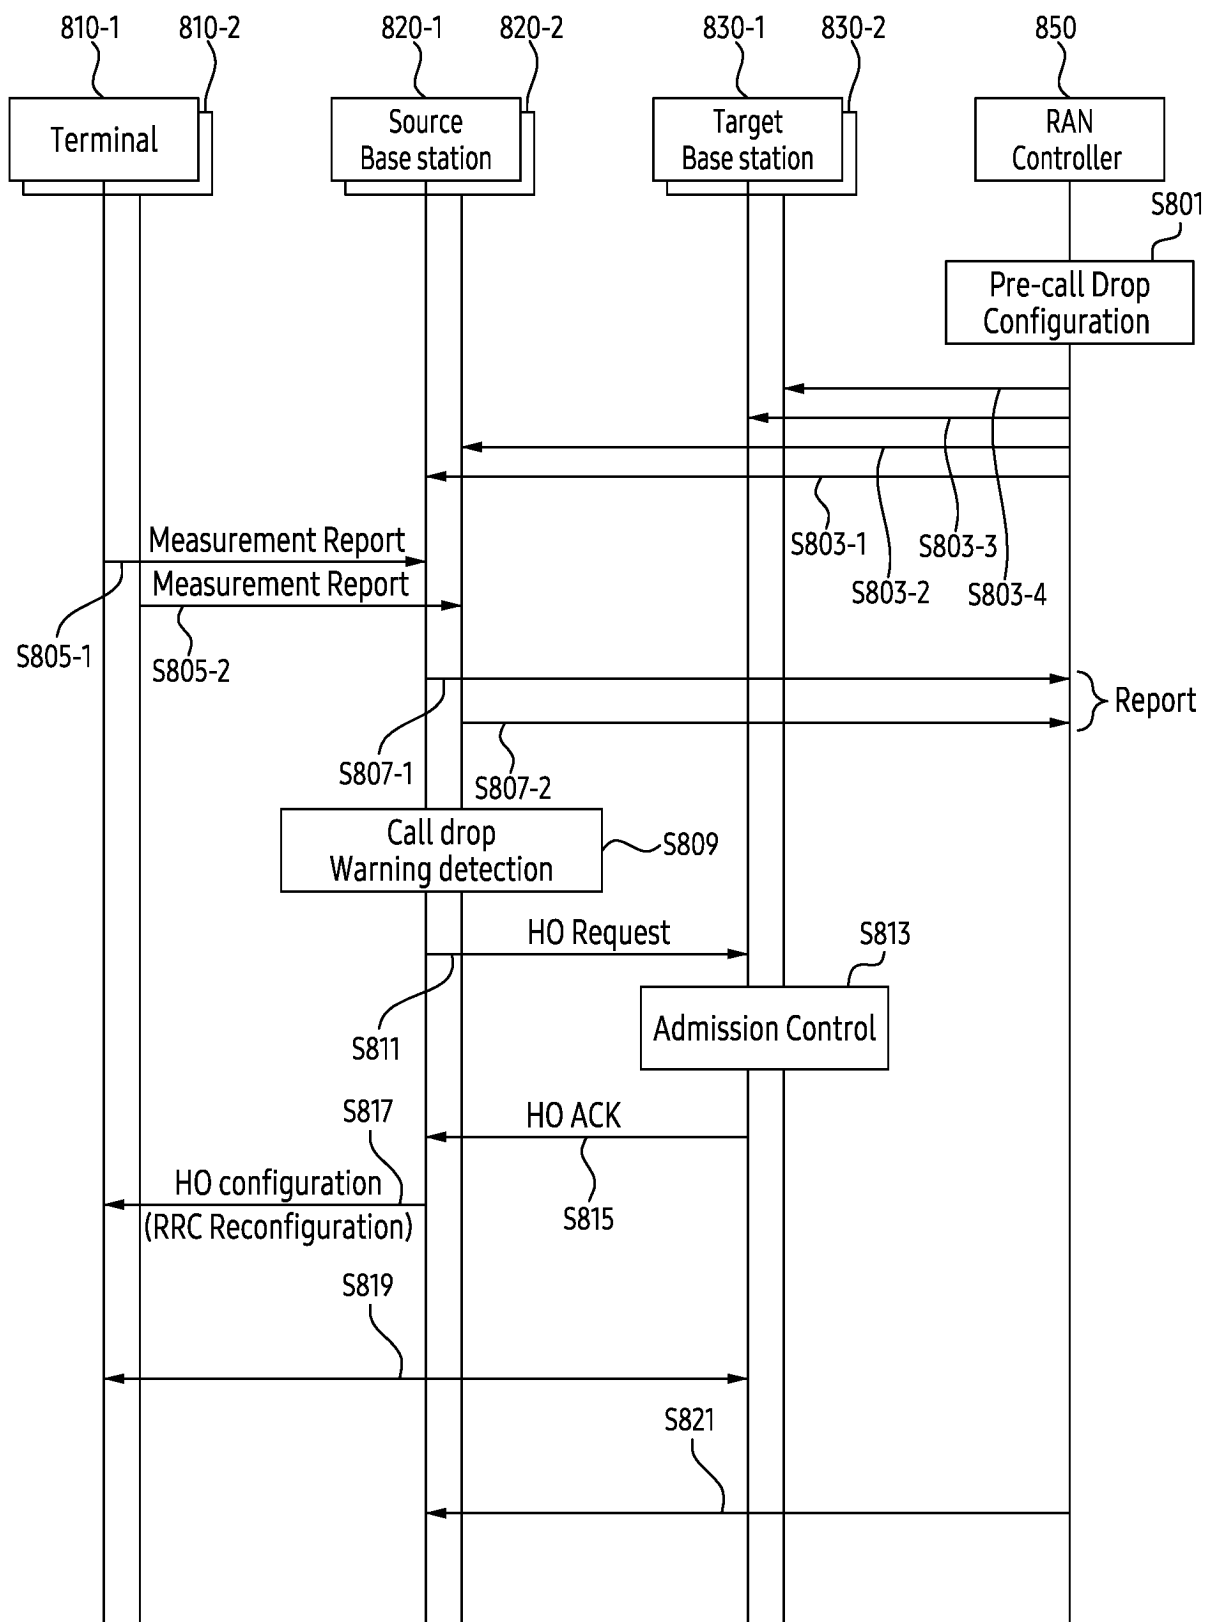 810-1
810-2
820-1
820-2
830-1
830-2
850
Terminal
Source
Base station
Target
Base station
RAN
Controller
S801
Pre-call Drop
Configuration
S803-1
S803-3
S803-2
S803-4
Measurement Report
Measurement Report
S805-1
S805-2
Report
S807-1
S807-2
Call drop
Warning detection
S809
HO Request
S813
S811
Admission Control
S817
HO ACK
HO configuration
(RRC Reconfiguration)
S815
S819
S821